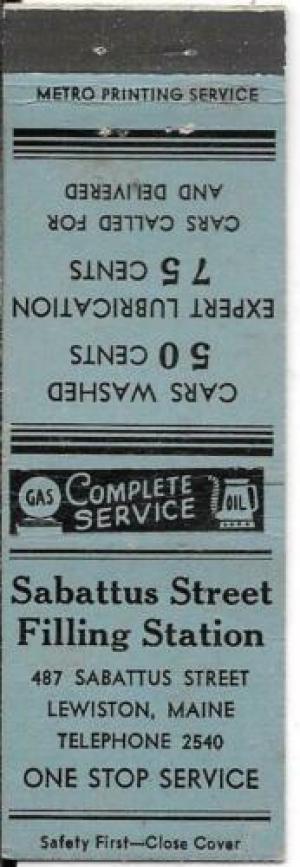 METRO PRINTING SERVICE
CARS WASHED
50 CENTS
EXPERT LUBRICATION
75 CENTS
CARS CALLED FOR
AND DELIVERED
GAS
COMPLETE
SERVICE
OIL
Sabattus Street
Filling Station
487 SABATTUS STREET
LEWISTON, MAINE
TELEPHONE 2540
ONE STOP SERVICE
Safety First—Close Cover